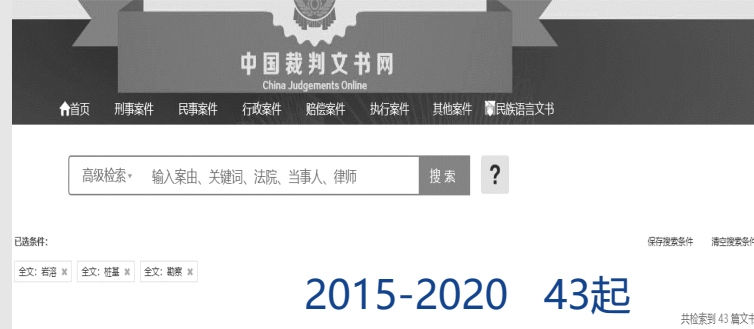 中国裁判文书网
China Judgements Online
首页 刑事案件 民事案件 行政案件 赔偿案件 执行案件 其他案件 民族语言文书
高级检索 输入案由、关键词、法院、当事人、律师 搜索 ?
已选条件: 保存搜索条件 清空搜索条件
全文: 岩溶 x 全文: 桩基 x 全文: 勘察 x
2015-2020 43起
共检索到 43 篇文书